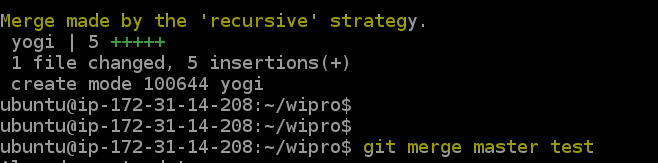 Merge made by the 'recursive' strategy.
yogi | 5 +++++
1 file changed, 5 insertions(+)
create mode 100644 yogi
ubuntu@ip-172-31-14-208:~/wipro$
ubuntu@ip-172-31-14-208:~/wipro$
ubuntu@ip-172-31-14-208:~/wipro$ git merge master test